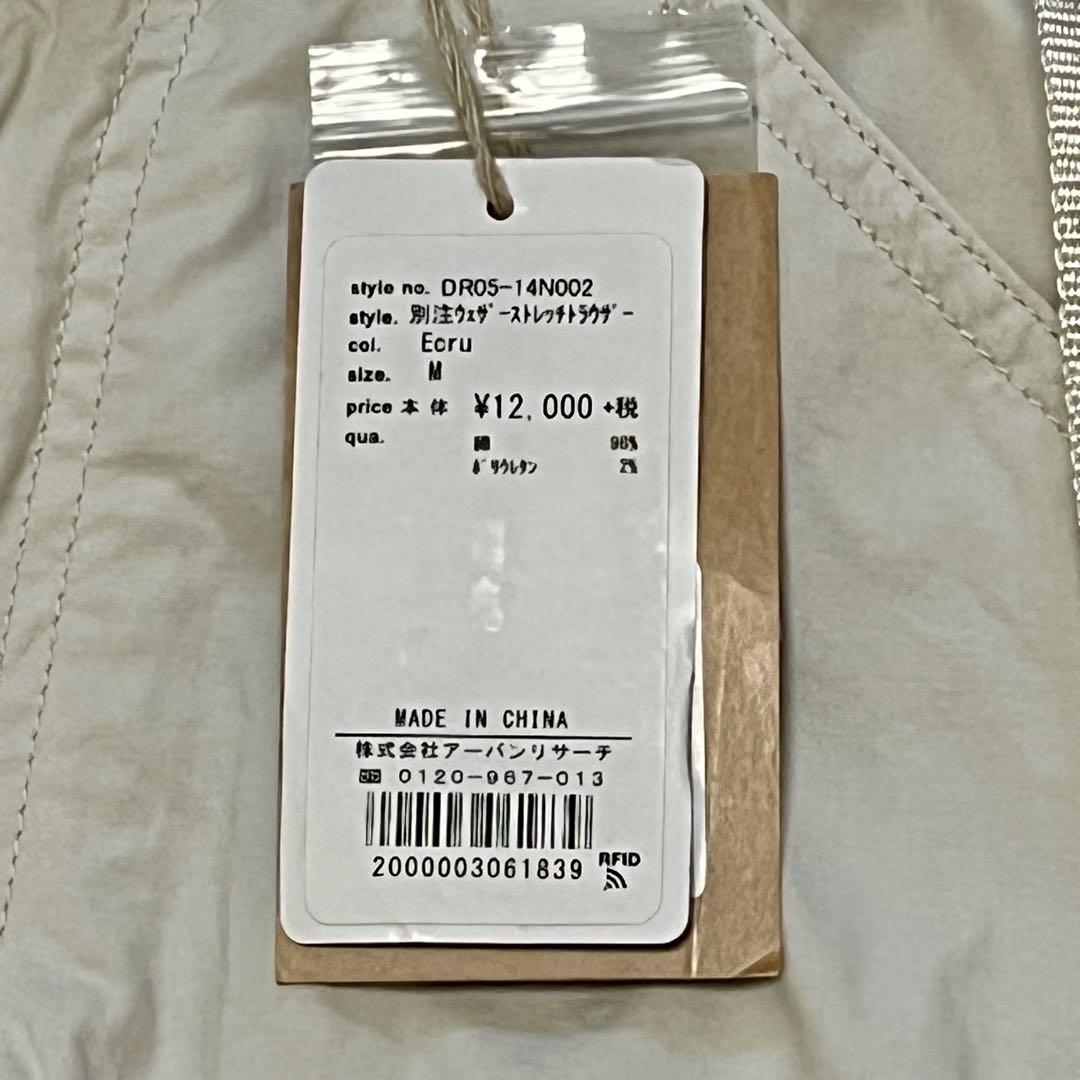 style no. DR05-14N002
style. 別注ウェザーストレッチトラウザー
col. Ecru
size. M
price 本体 ¥12,000 +税
qua. 綿 98%
ポリウレタン 2%
MADE IN CHINA
株式会社アーバンリサーチ
0120-967-013
2000003061839
RFID